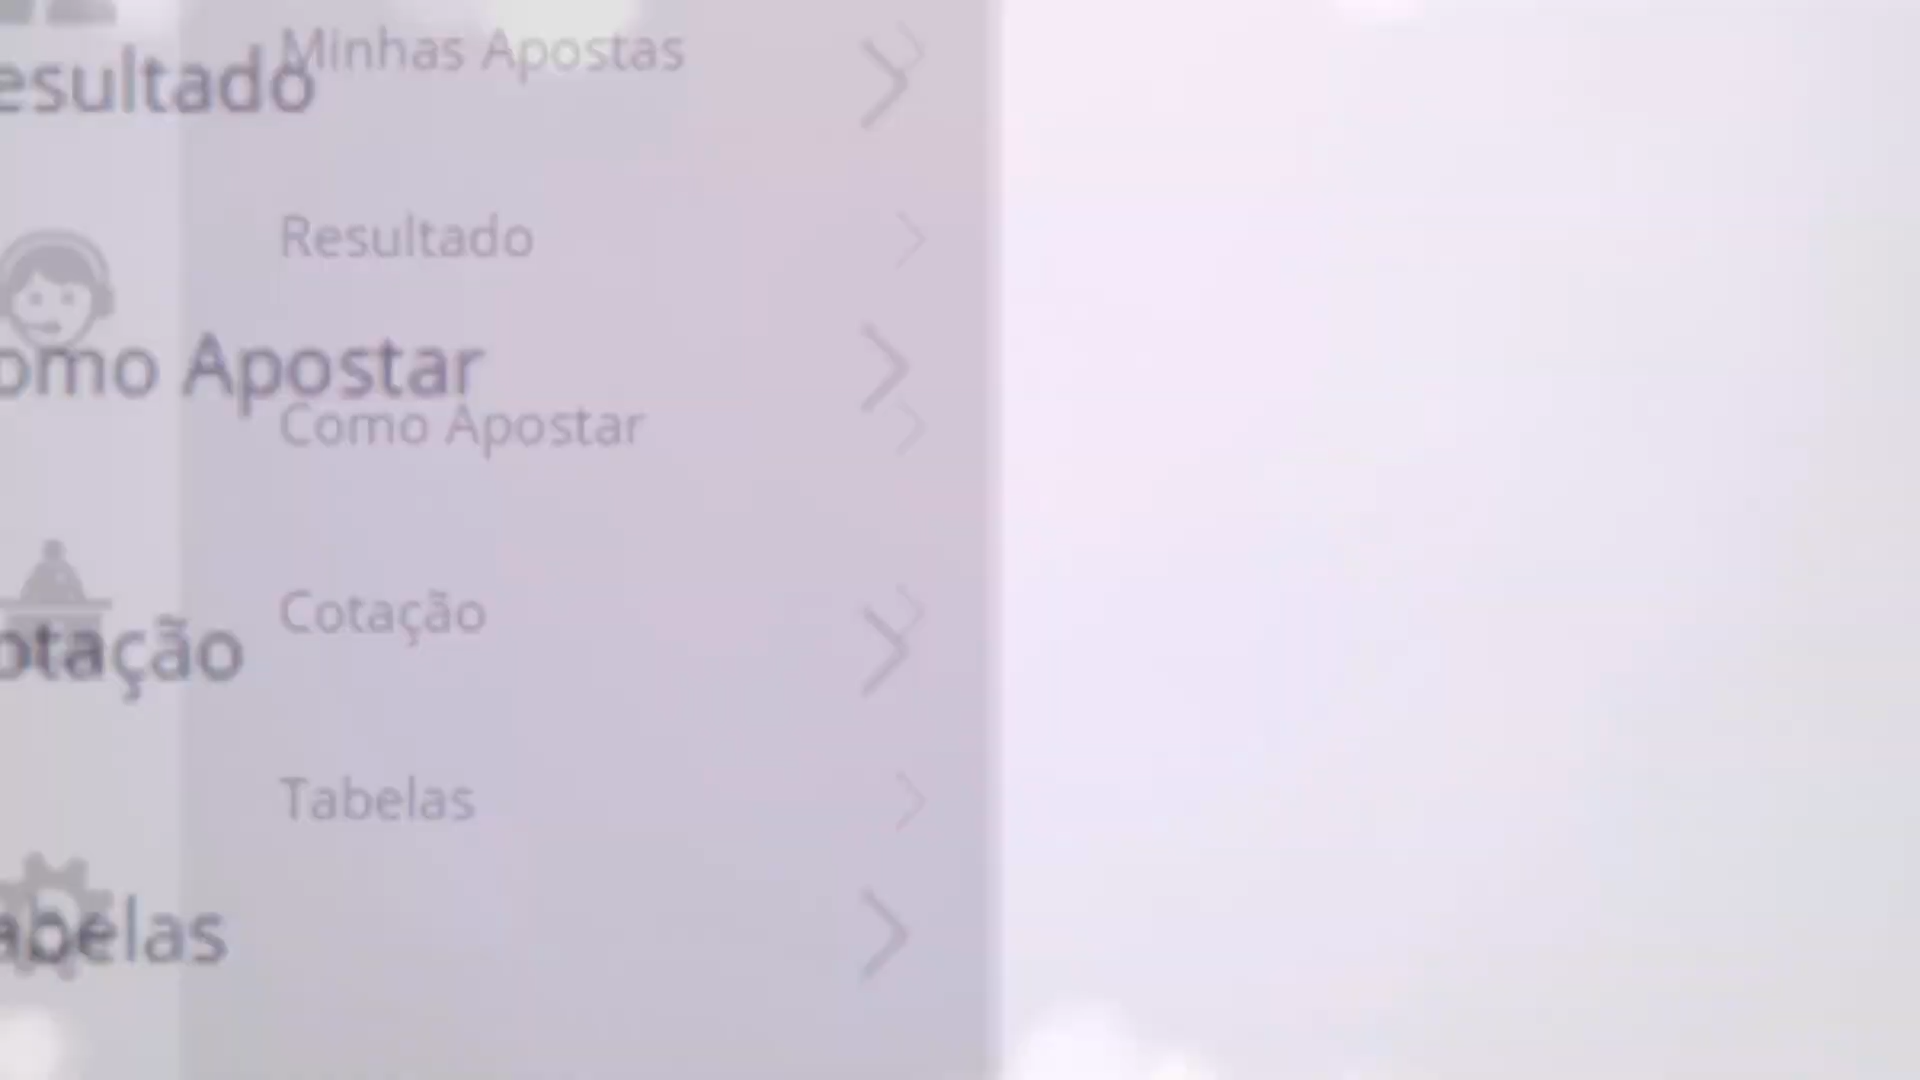 Minhas Apostas
esultado
Resultado
omo Apostar
Como Apostar
Cotação
otação
Tabelas
abelas